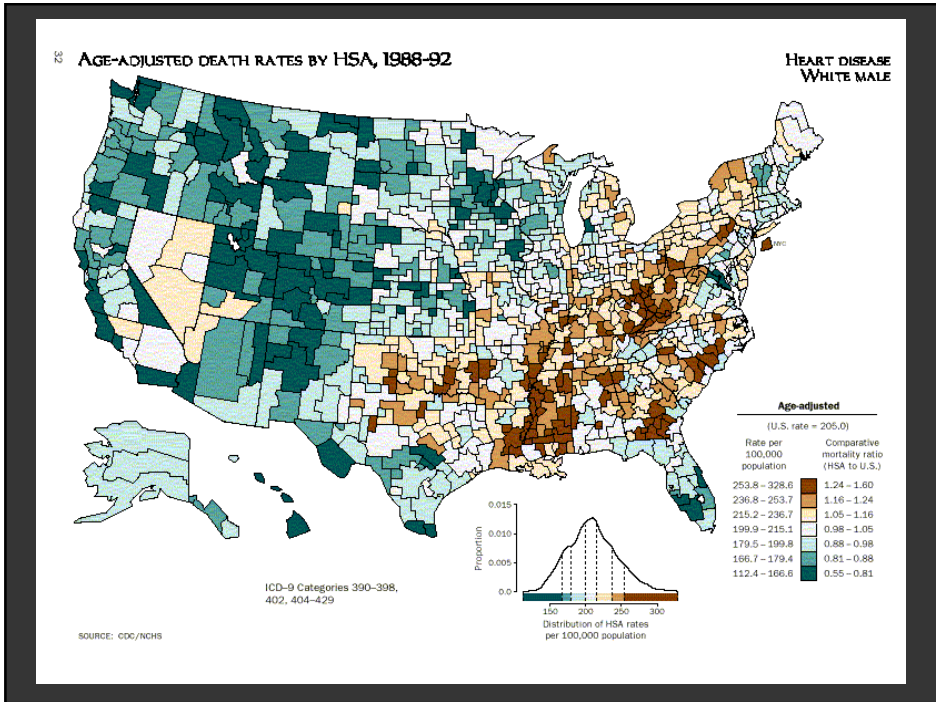 32
AGE-ADJUSTED DEATH RATES BY HSA, 1988-92
HEART DISEASE
WHITE MALE
NYC
Age-adjusted
(U.S. rate = 205.0)
Rate per Comparative
100,000 mortality ratio
population (HSA to U.S.)
253.8 – 328.6 1.24 – 1.60
236.8 – 253.7 1.16 – 1.24
215.2 – 236.7 1.05 – 1.16
199.9 – 215.1 0.98 – 1.05
179.5 – 199.8 0.88 – 0.98
166.7 – 179.4 0.81 – 0.88
112.4 – 166.6 0.55 – 0.81
0.015
0.010
0.005
0.0
Proportion
150 200 250 300
Distribution of HSA rates
per 100,000 population
ICD–9 Categories 390–398,
402, 404–429
SOURCE: CDC/NCHS